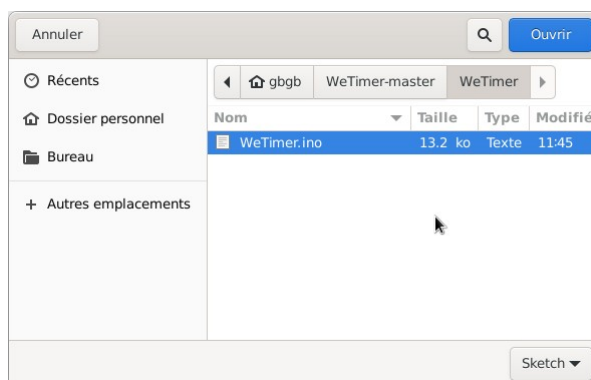 Annuler Ouvrir
Récents
Dossier personnel
Bureau
+ Autres emplacements
gbgb WeTimer-master WeTimer
Nom Taille Type Modifié
WeTimer.ino 13.2 ko Texte 11:45
Sketch